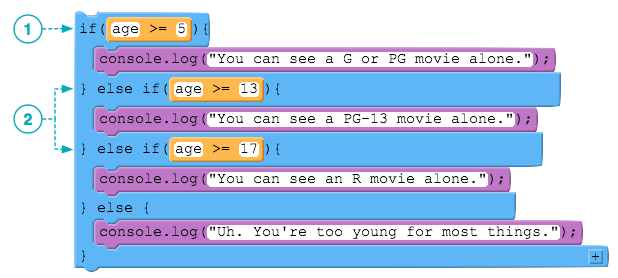 1 if( age >= 5 ){
console.log("You can see a G or PG movie alone.");
} else if( age >= 13 ){
2
console.log("You can see a PG-13 movie alone.");
} else if( age >= 17 ){
console.log("You can see an R movie alone.");
} else {
console.log("Uh. You're too young for most things.");
} +